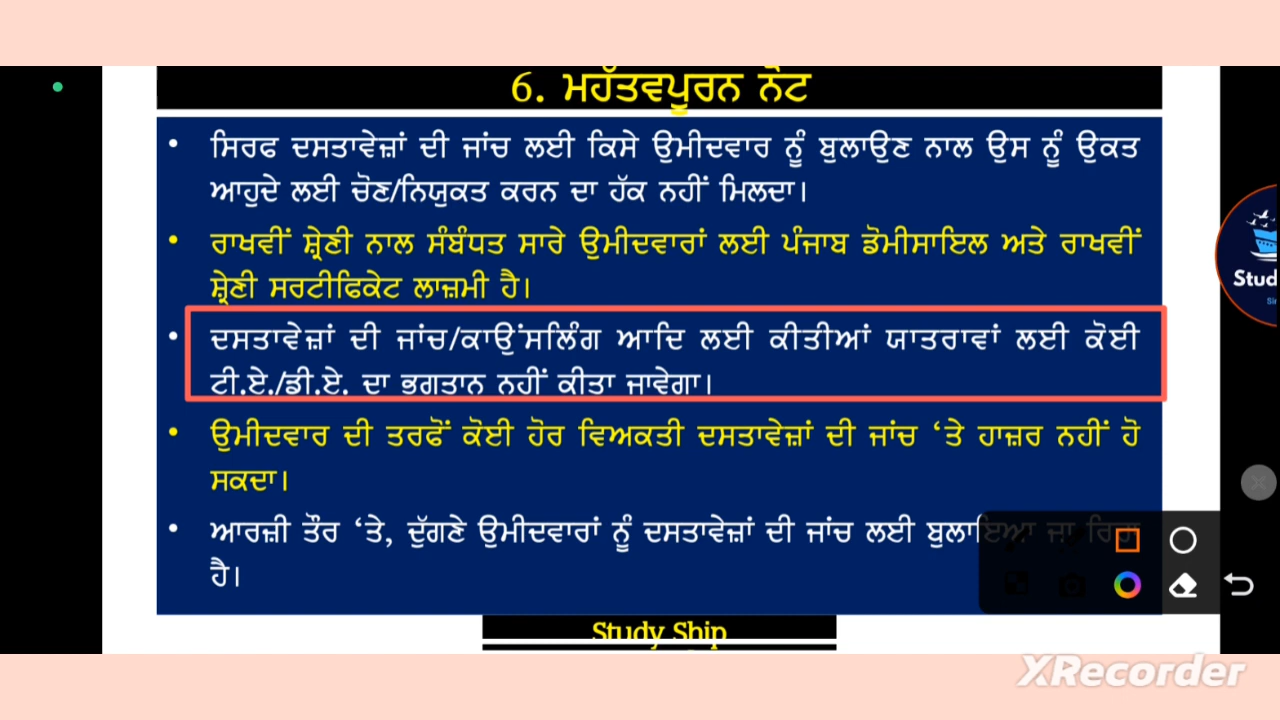 6. ਮਹੱਤਵਪੂਰਨ ਨੋਟ
• ਸਿਰਫ ਦਸਤਾਵੇਜ਼ਾਂ ਦੀ ਜਾਂਚ ਲਈ ਕਿਸੇ ਉਮੀਦਵਾਰ ਨੂੰ ਬੁਲਾਉਣ ਨਾਲ ਉਸ ਨੂੰ ਉਕਤ
ਆਹੁਦੇ ਲਈ ਚੋਣ/ਨਿਯੁਕਤ ਕਰਨ ਦਾ ਹੱਕ ਨਹੀਂ ਮਿਲਦਾ।
• ਰਾਖਵੀਂ ਸ਼੍ਰੇਣੀ ਨਾਲ ਸੰਬੰਧਤ ਸਾਰੇ ਉਮੀਦਵਾਰਾਂ ਲਈ ਪੰਜਾਬ ਡੋਮੀਸਾਇਲ ਅਤੇ ਰਾਖਵੀਂ
ਸ਼੍ਰੇਣੀ ਸਰਟੀਫਿਕੇਟ ਲਾਜ਼ਮੀ ਹੈ।
• ਦਸਤਾਵੇਜ਼ਾਂ ਦੀ ਜਾਂਚ/ਕਾਉਂਸਲਿੰਗ ਆਦਿ ਲਈ ਕੀਤੀਆਂ ਯਾਤਰਾਵਾਂ ਲਈ ਕੋਈ
ਟੀ.ਏ./ਡੀ.ਏ. ਦਾ ਭਗਤਾਨ ਨਹੀਂ ਕੀਤਾ ਜਾਵੇਗਾ।
• ਉਮੀਦਵਾਰ ਦੀ ਤਰਫੋਂ ਕੋਈ ਹੋਰ ਵਿਅਕਤੀ ਦਸਤਾਵੇਜ਼ਾਂ ਦੀ ਜਾਂਚ ‘ਤੇ ਹਾਜ਼ਰ ਨਹੀਂ ਹੋ
ਸਕਦਾ।
• ਆਰਜ਼ੀ ਤੌਰ ‘ਤੇ, ਦੁੱਗਣੇ ਉਮੀਦਵਾਰਾਂ ਨੂੰ ਦਸਤਾਵੇਜ਼ਾਂ ਦੀ ਜਾਂਚ ਲਈ ਬੁਲਾਇਆ ਜਾ ਰਿਹਾ
ਹੈ।
Stud
Study Ship
XRecorder